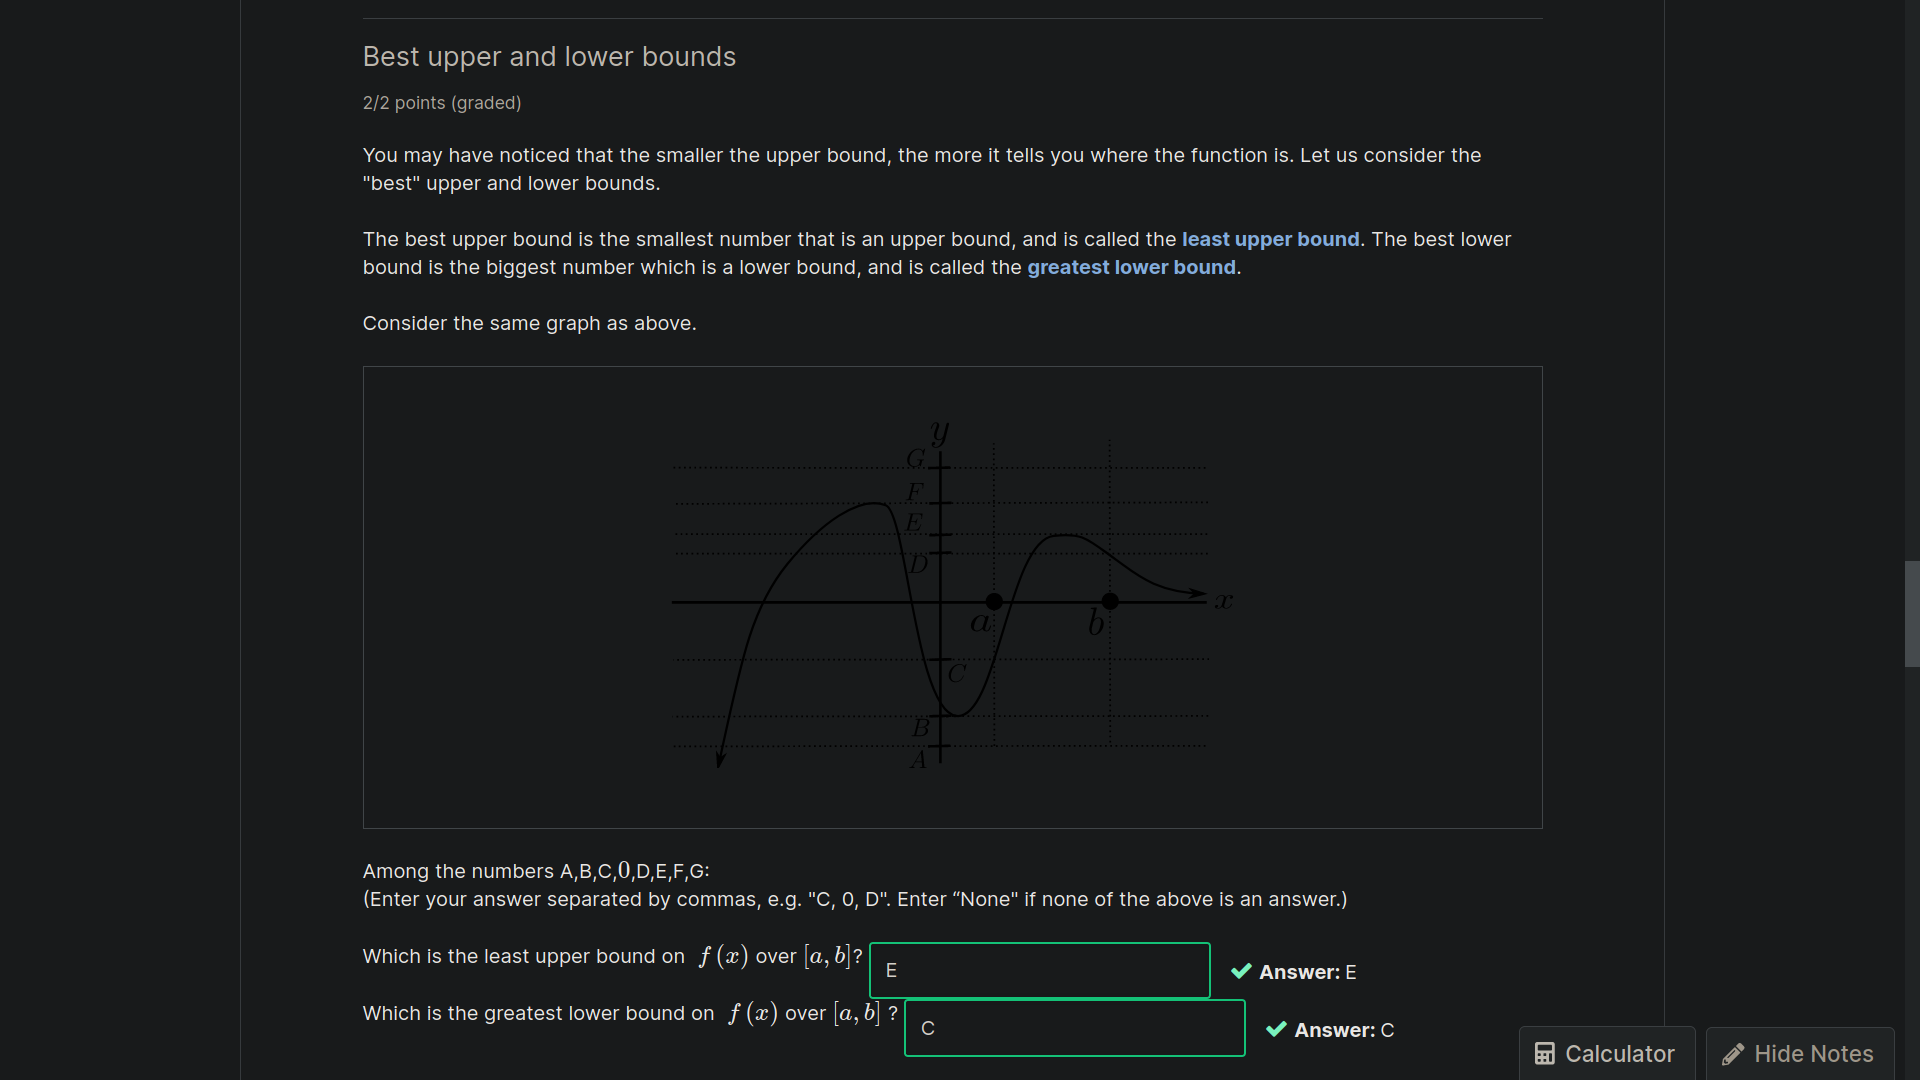 Best upper and lower bounds
2/2 points (graded)
You may have noticed that the smaller the upper bound, the more it tells you where the function is. Let us consider the
"best" upper and lower bounds.
The best upper bound is the smallest number that is an upper bound, and is called the least upper bound. The best lower
bound is the biggest number which is a lower bound, and is called the greatest lower bound.
Consider the same graph as above.
y
G
F
E
D
x
a
b
C
B
A
Among the numbers A,B,C,0,D,E,F,G:
(Enter your answer separated by commas, e.g. "C, 0, D". Enter “None" if none of the above is an answer.)
Which is the least upper bound on f (x) over [a, b]? E Answer: E
Which is the greatest lower bound on f (x) over [a, b] ? C Answer: C
Calculator Hide Notes